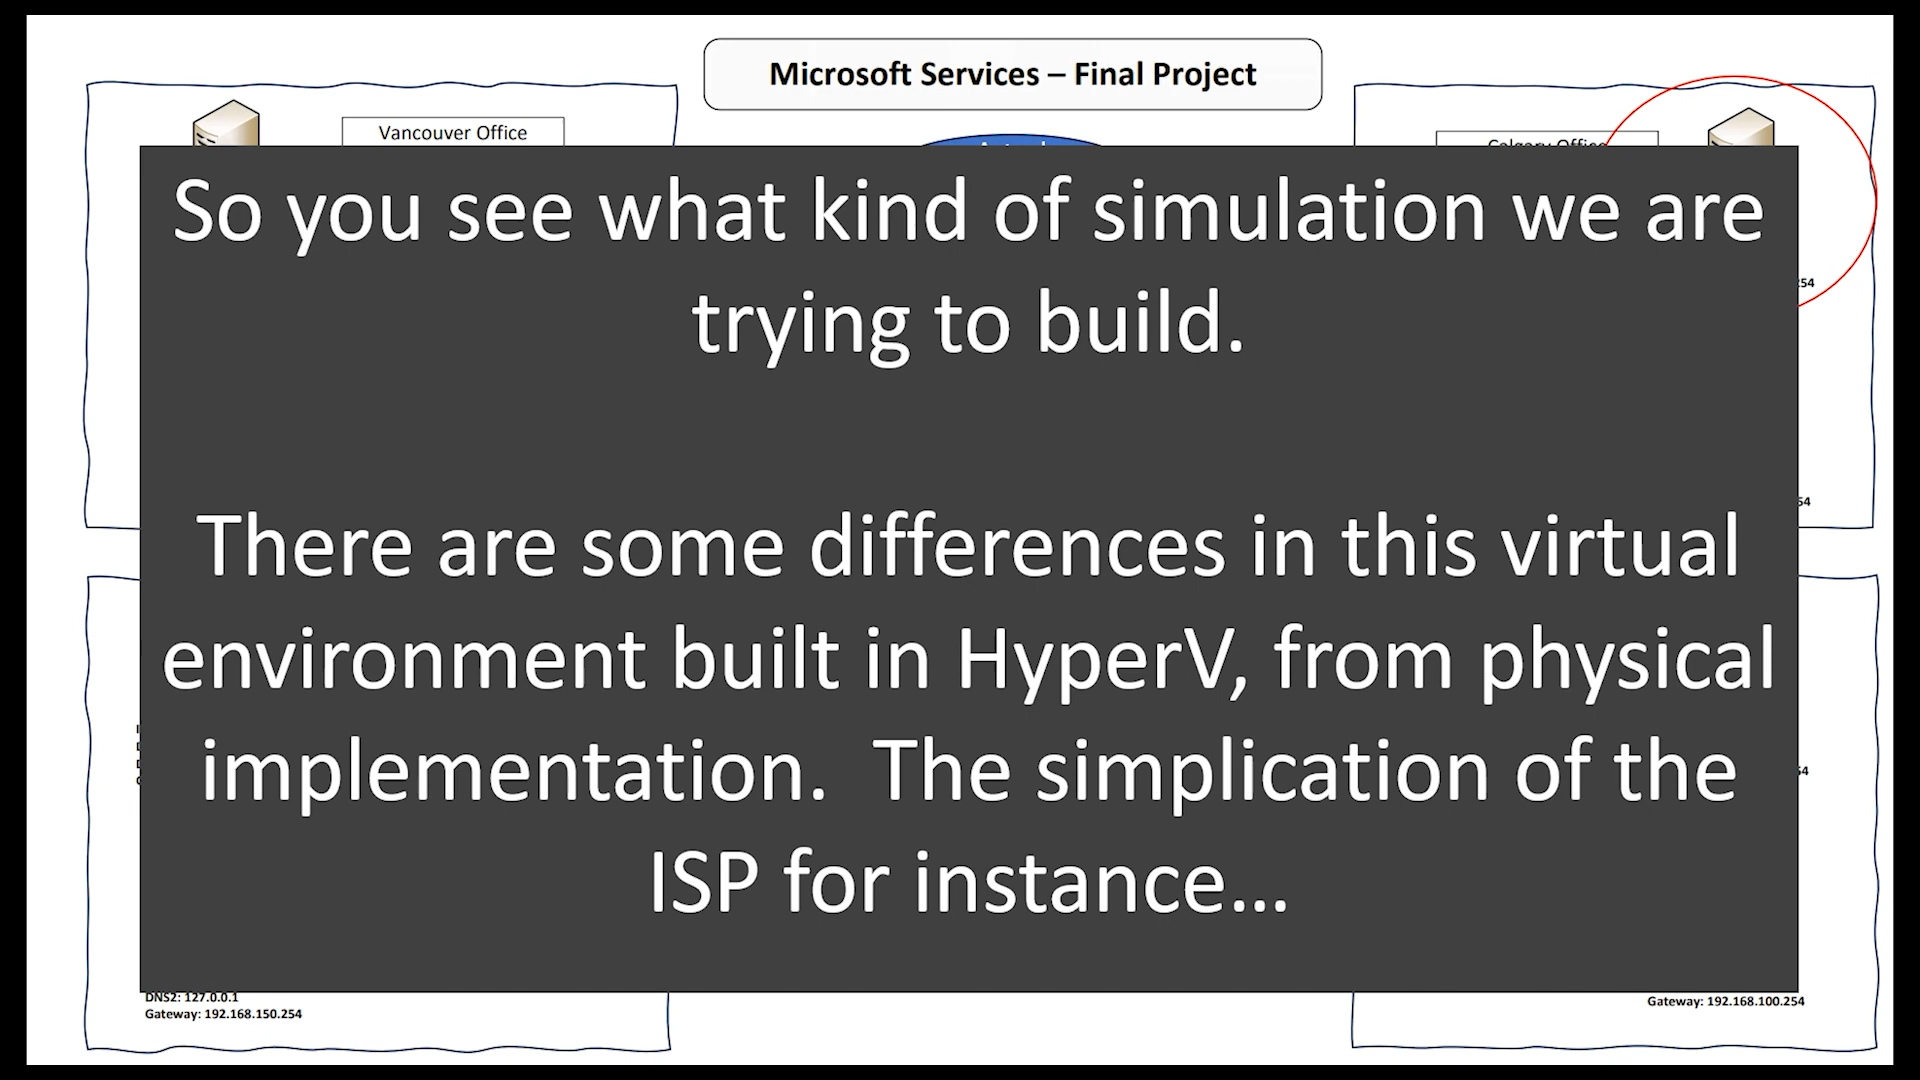 Microsoft Services – Final Project
Vancouver Office
Calgary Office
So you see what kind of simulation we are
trying to build.
There are some differences in this virtual
environment built in HyperV, from physical
implementation.  The simplication of the
ISP for instance...
DNS2: 127.0.0.1
Gateway: 192.168.150.254
Gateway: 192.168.100.254